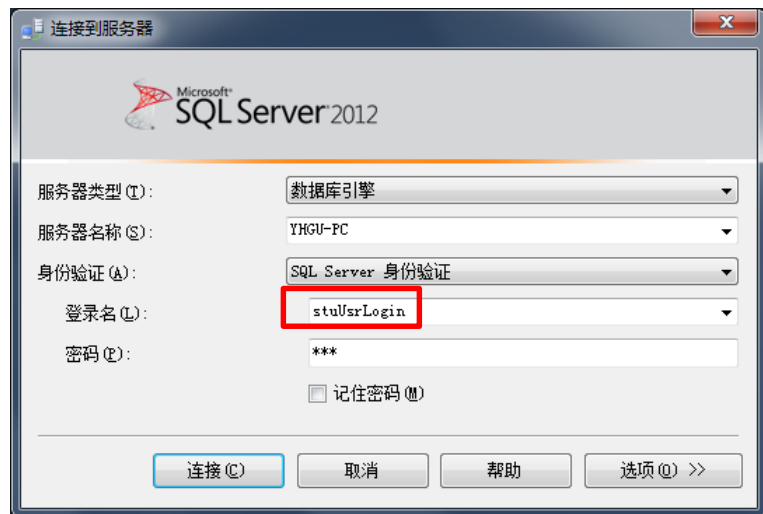 连接到服务器
Microsoft®
SQL Server 2012
服务器类型(T): 数据库引擎
服务器名称(S): YHGU-PC
身份验证(A): SQL Server 身份验证
登录名(L): stuUsrLogin
密码(P): ***
记住密码(M)
连接(C) 取消 帮助 选项(O) >>